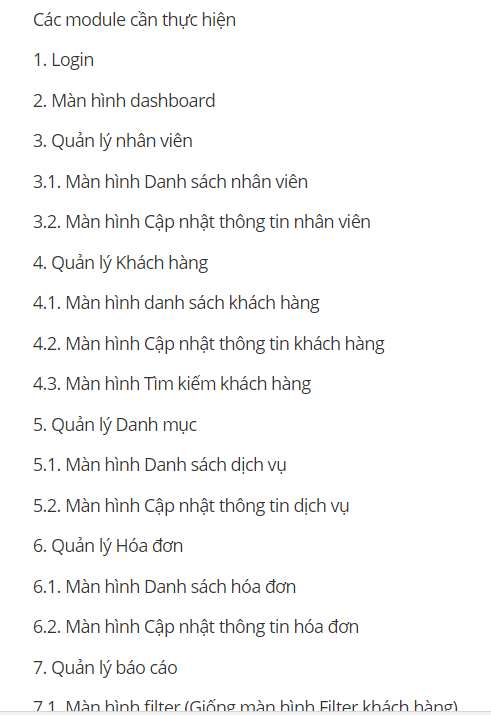 Các module cần thực hiện
1. Login
2. Màn hình dashboard
3. Quản lý nhân viên
3.1. Màn hình Danh sách nhân viên
3.2. Màn hình Cập nhật thông tin nhân viên
4. Quản lý Khách hàng
4.1. Màn hình danh sách khách hàng
4.2. Màn hình Cập nhật thông tin khách hàng
4.3. Màn hình Tìm kiếm khách hàng
5. Quản lý Danh mục
5.1. Màn hình Danh sách dịch vụ
5.2. Màn hình Cập nhật thông tin dịch vụ
6. Quản lý Hóa đơn
6.1. Màn hình Danh sách hóa đơn
6.2. Màn hình Cập nhật thông tin hóa đơn
7. Quản lý báo cáo
7.1. Màn hình filter (Giống màn hình Filter khách hàng)